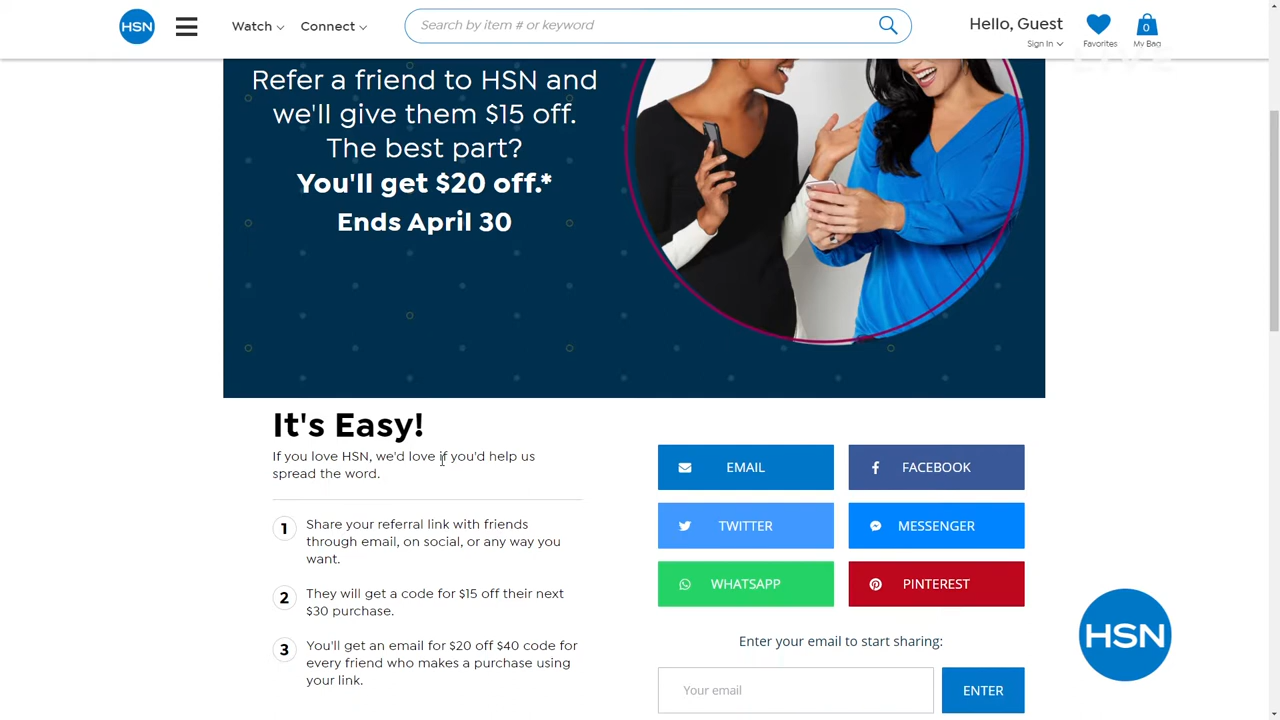 HSN
Watch
Connect
Search by item # or keyword
Hello, Guest
Sign In
Favorites
0
My Bag
LIVE
Refer a friend to HSN and
we'll give them $15 off.
The best part?
You'll get $20 off.*
Ends April 30
It's Easy!
If you love HSN, we'd love if you'd help us
spread the word.
1
Share your referral link with friends
through email, on social, or any way you
want.
2
They will get a code for $15 off their next
$30 purchase.
3
You'll get an email for $20 off $40 code for
every friend who makes a purchase using
your link.
EMAIL
FACEBOOK
TWITTER
MESSENGER
WHATSAPP
PINTEREST
Enter your email to start sharing:
Your email
ENTER
HSN